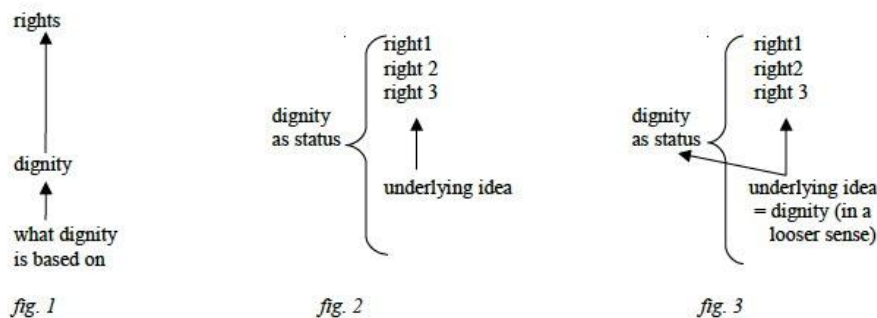 rights
dignity
what dignity
is based on
fig. 1
right1
right 2
right 3
dignity
as status
underlying idea
fig. 2
right1
right2
right 3
dignity
as status
underlying idea
= dignity (in a
looser sense)
fig. 3